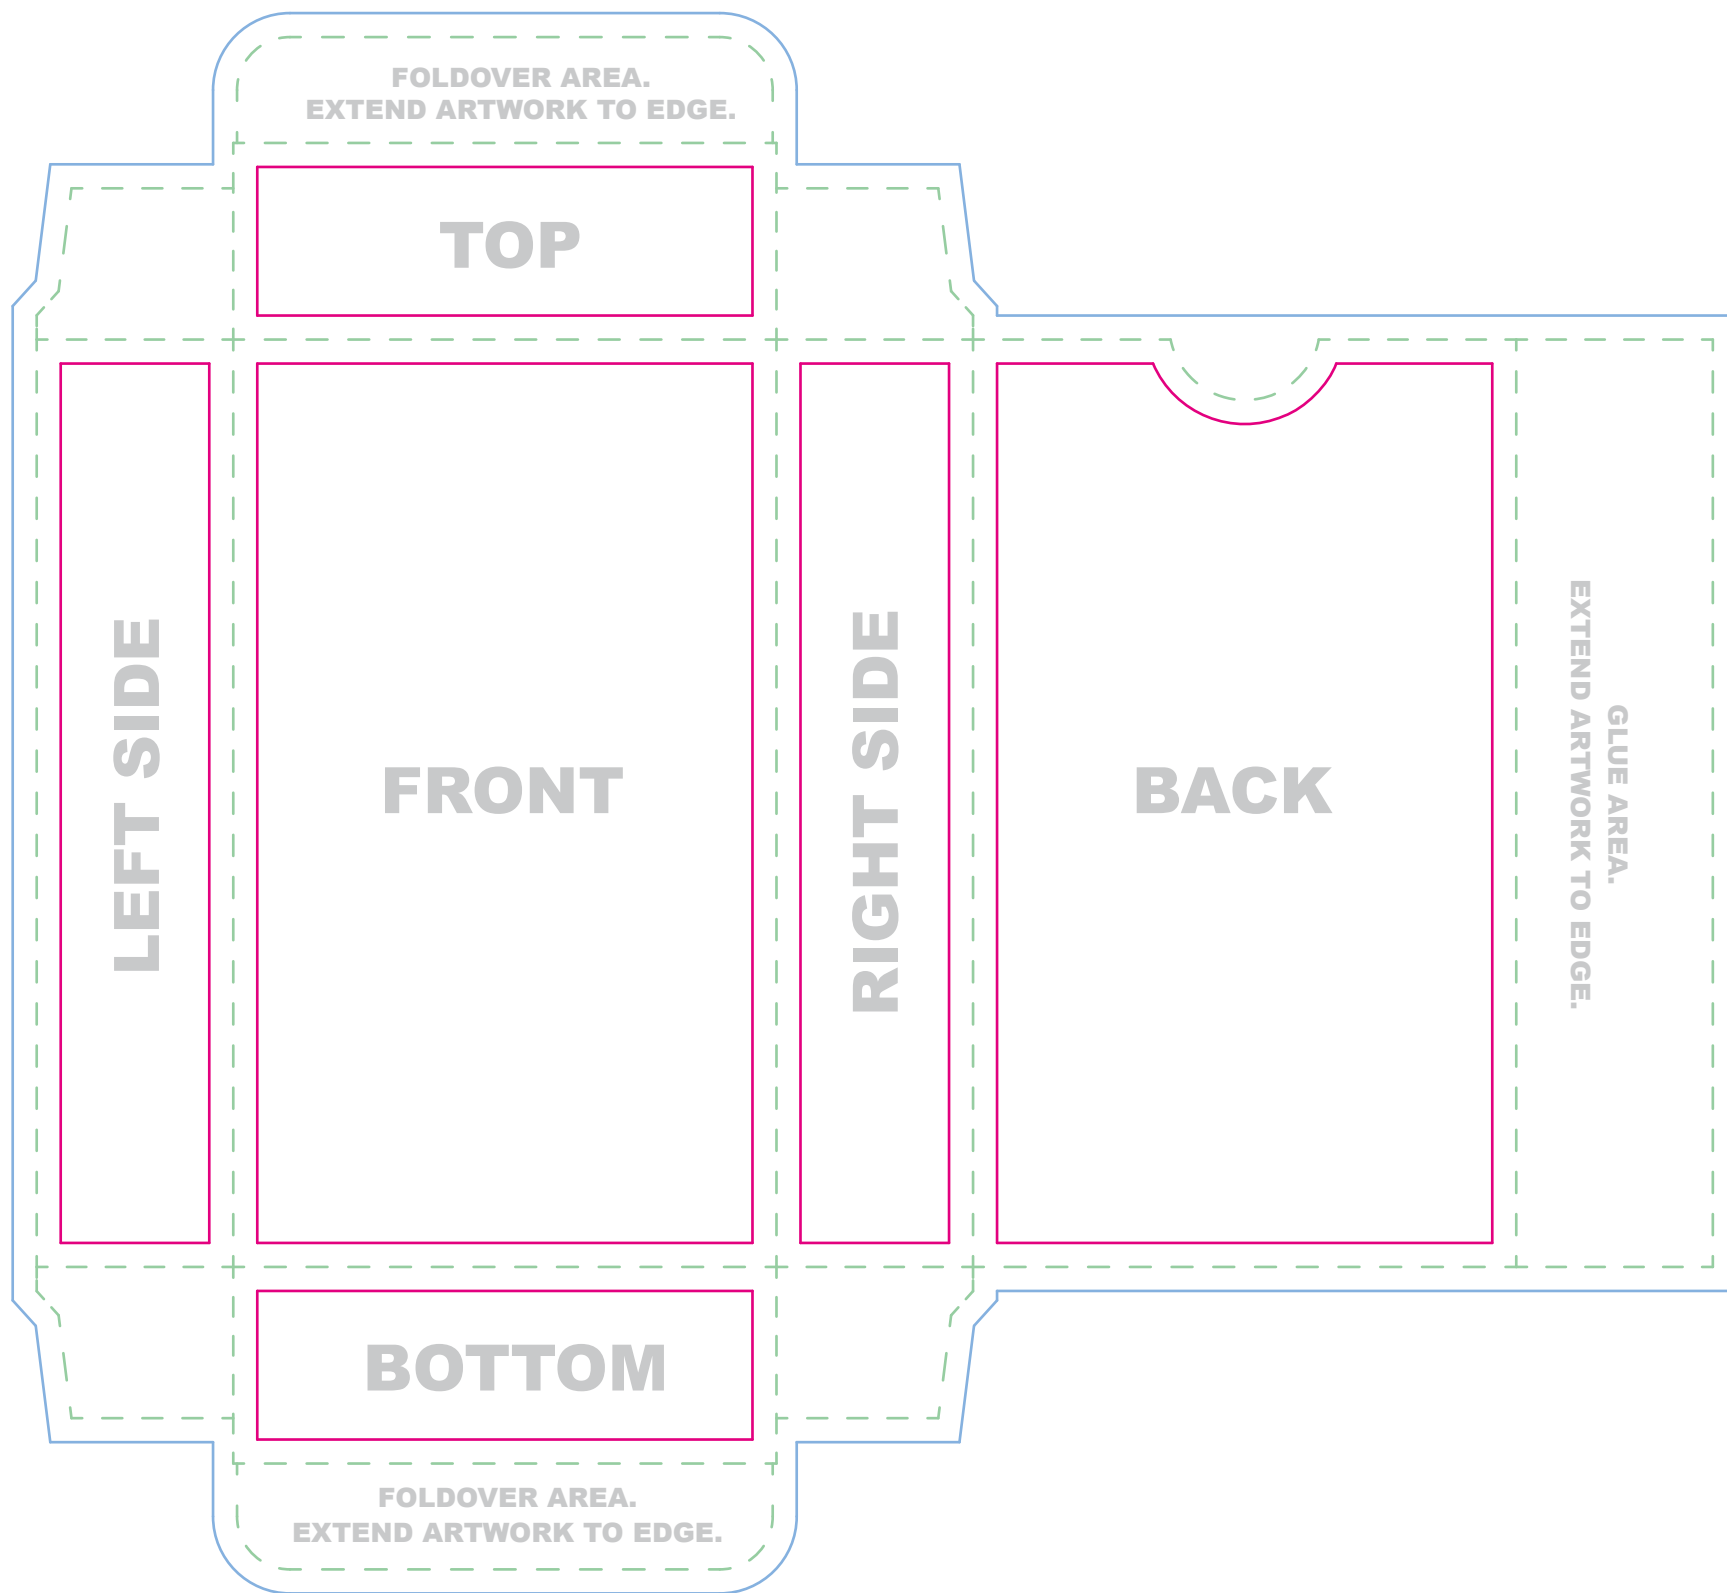 FOLDOVER AREA.
EXTEND ARTWORK TO EDGE.
TOP
LEFT SIDE
FRONT
RIGHT SIDE
BACK
GLUE AREA.
EXTEND ARTWORK TO EDGE.
BOTTOM
FOLDOVER AREA.
EXTEND ARTWORK TO EDGE.